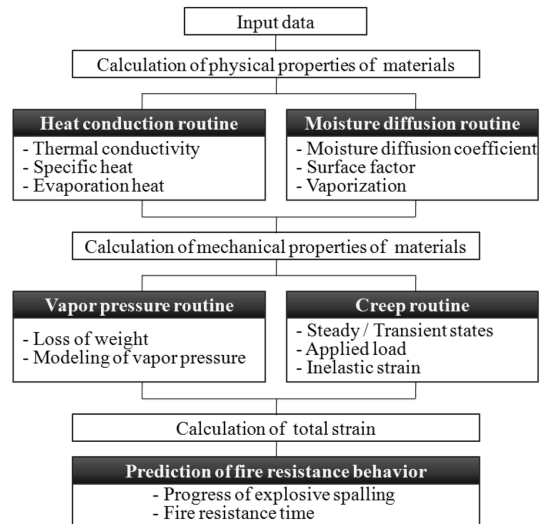 Input data
Calculation of physical properties of materials
Heat conduction routine
- Thermal conductivity
- Specific heat
- Evaporation heat
Moisture diffusion routine
- Moisture diffusion coefficient
- Surface factor
- Vaporization
Calculation of mechanical properties of materials
Vapor pressure routine
- Loss of weight
- Modeling of vapor pressure
Creep routine
- Steady / Transient states
- Applied load
- Inelastic strain
Calculation of total strain
Prediction of fire resistance behavior
- Progress of explosive spalling
- Fire resistance time